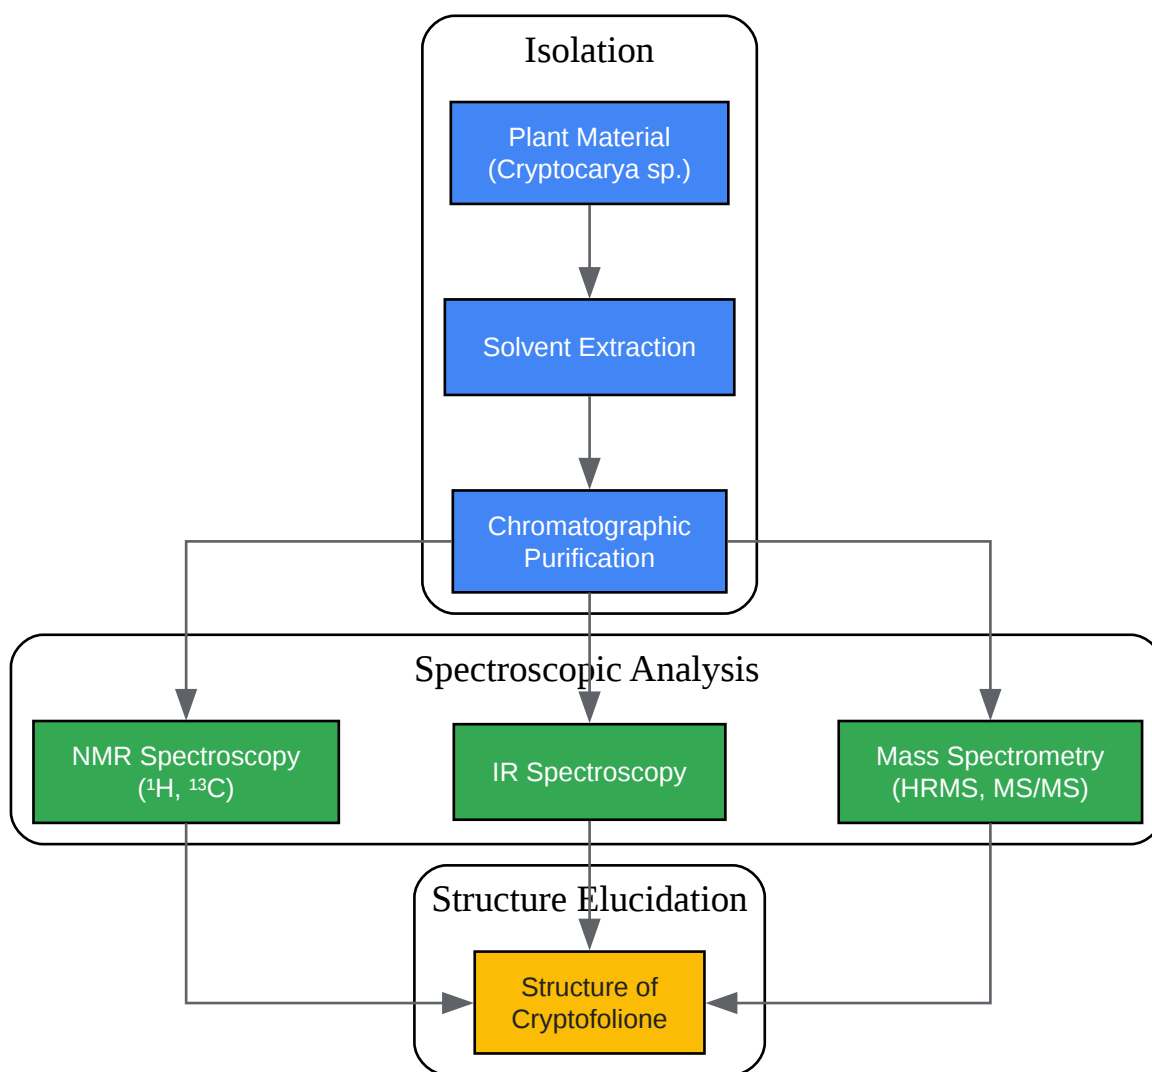 Isolation
Plant Material
(Cryptocarya sp.)
Solvent Extraction
Chromatographic
Purification
Spectroscopic Analysis
NMR Spectroscopy
(¹H, ¹³C)
IR Spectroscopy
Mass Spectrometry
(HRMS, MS/MS)
Structure Elucidation
Structure of
Cryptofolione